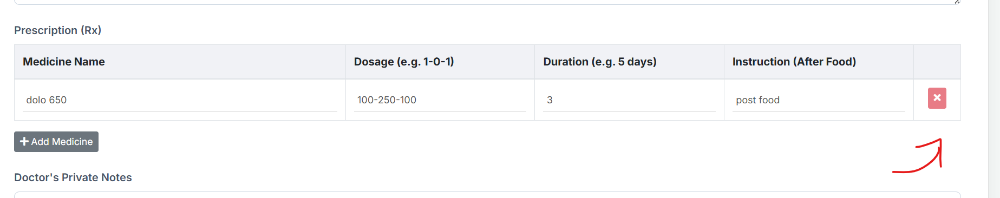 Prescription (Rx)
Medicine Name Dosage (e.g. 1-0-1) Duration (e.g. 5 days) Instruction (After Food)
dolo 650 100-250-100 3 post food
Add Medicine
Doctor's Private Notes